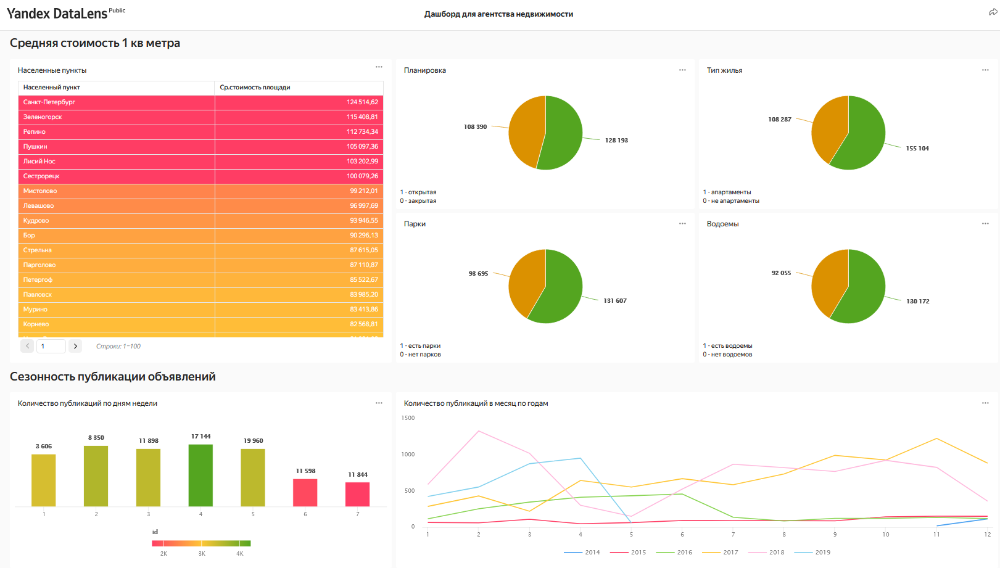 Yandex DataLens Public
Дашборд для агентства недвижимости
Средняя стоимость 1 кв метра
Населенные пункты
Населенный пункт Ср.стоимость площади
Санкт-Петербург 124 514,62
Зеленогорск 115 408,81
Репино 112 734,34
Пушкин 105 097,36
Лисий Нос 103 202,99
Сестрорецк 100 079,26
Мистолово 99 212,01
Левашово 96 997,69
Кудрово 93 946,55
Бор 90 296,13
Стрельна 87 615,05
Парголово 87 110,87
Петергоф 85 522,67
Павловск 83 985,20
Мурино 83 413,86
Корнево 82 568,81
1 Строки: 1–100
Планировка
108 390
128 193
1 - открытая
0 - закрытая
Тип жилья
108 287
155 104
1 - апартаменты
0 - не апартаменты
Парки
93 695
131 607
1 - есть парки
0 - нет парков
Водоемы
92 055
130 172
1 - есть водоемы
0 - нет водоемов
Сезонность публикации объявлений
Количество публикаций по дням недели
3 606 8 350 11 898 17 144 19 960 11 598 11 844
1 2 3 4 5 6 7
id
2K 3K 4K
Количество публикаций в месяц по годам
1500
1000
500
0
1 2 3 4 5 6 7 8 9 10 11 12
2014 2015 2016 2017 2018 2019